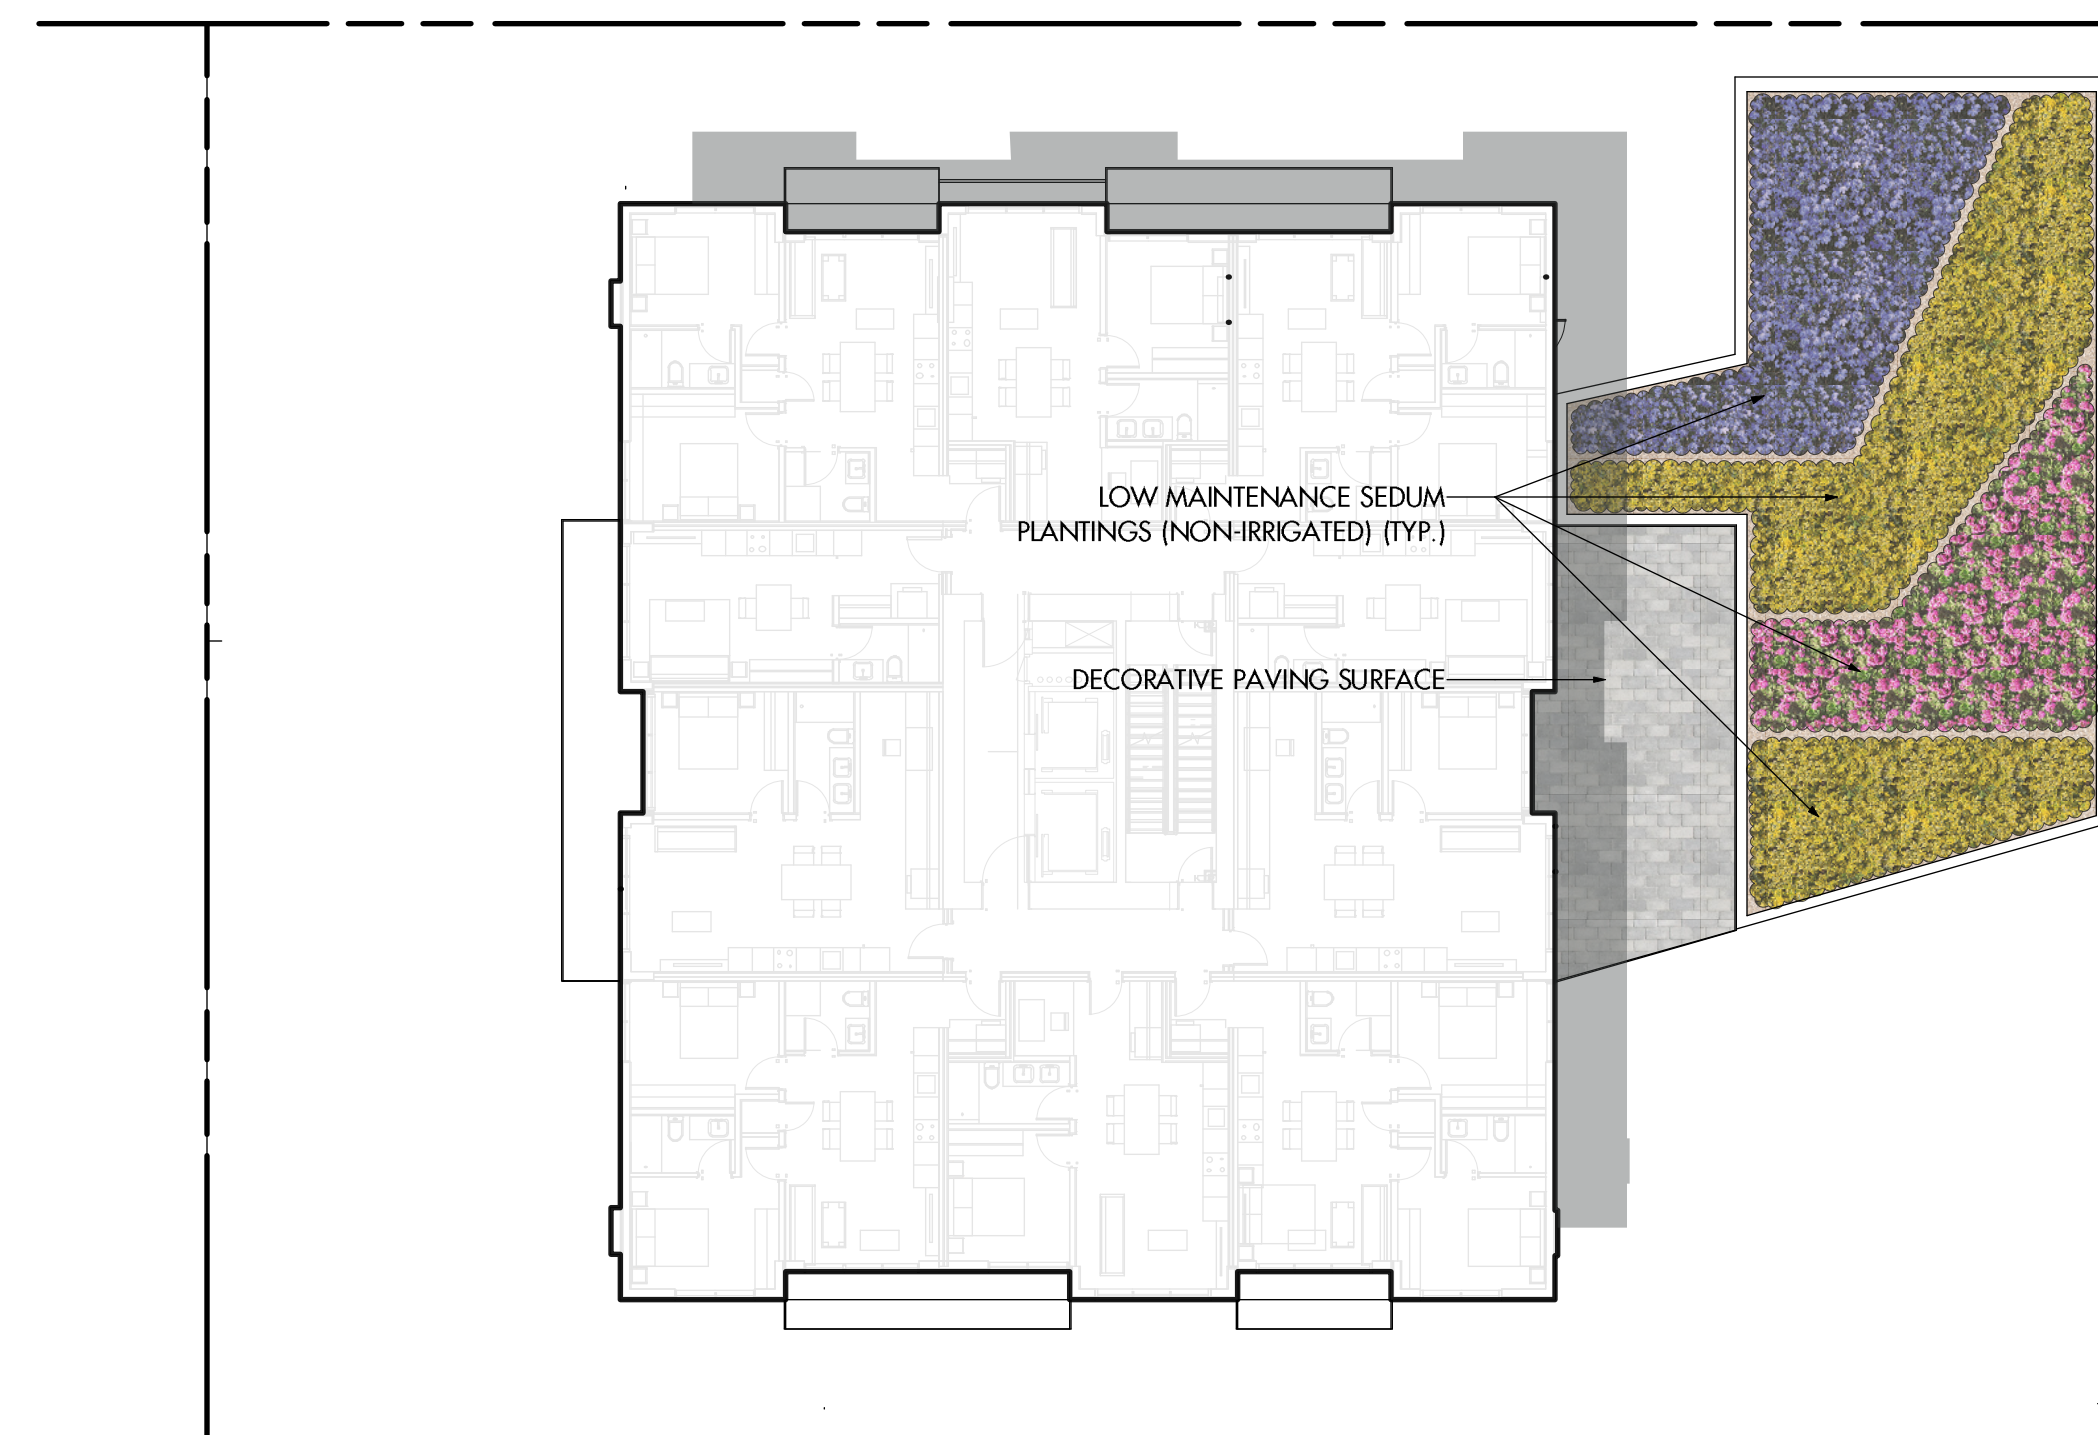 LOW MAINTENANCE SEDUM
PLANTINGS (NON-IRRIGATED) (TYP.)
DECORATIVE PAVING SURFACE